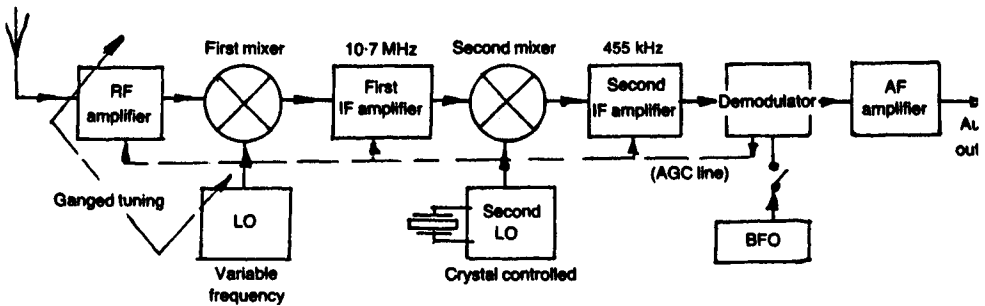 First mixer
10·7 MHz
Second mixer
455 kHz
RF
amplifier
First
IF amplifier
Second
IF amplifier
Demodulator
AF
amplifier
(AGC line)
Ganged tuning
LO
Second
LO
BFO
Variable
frequency
Crystal controlled